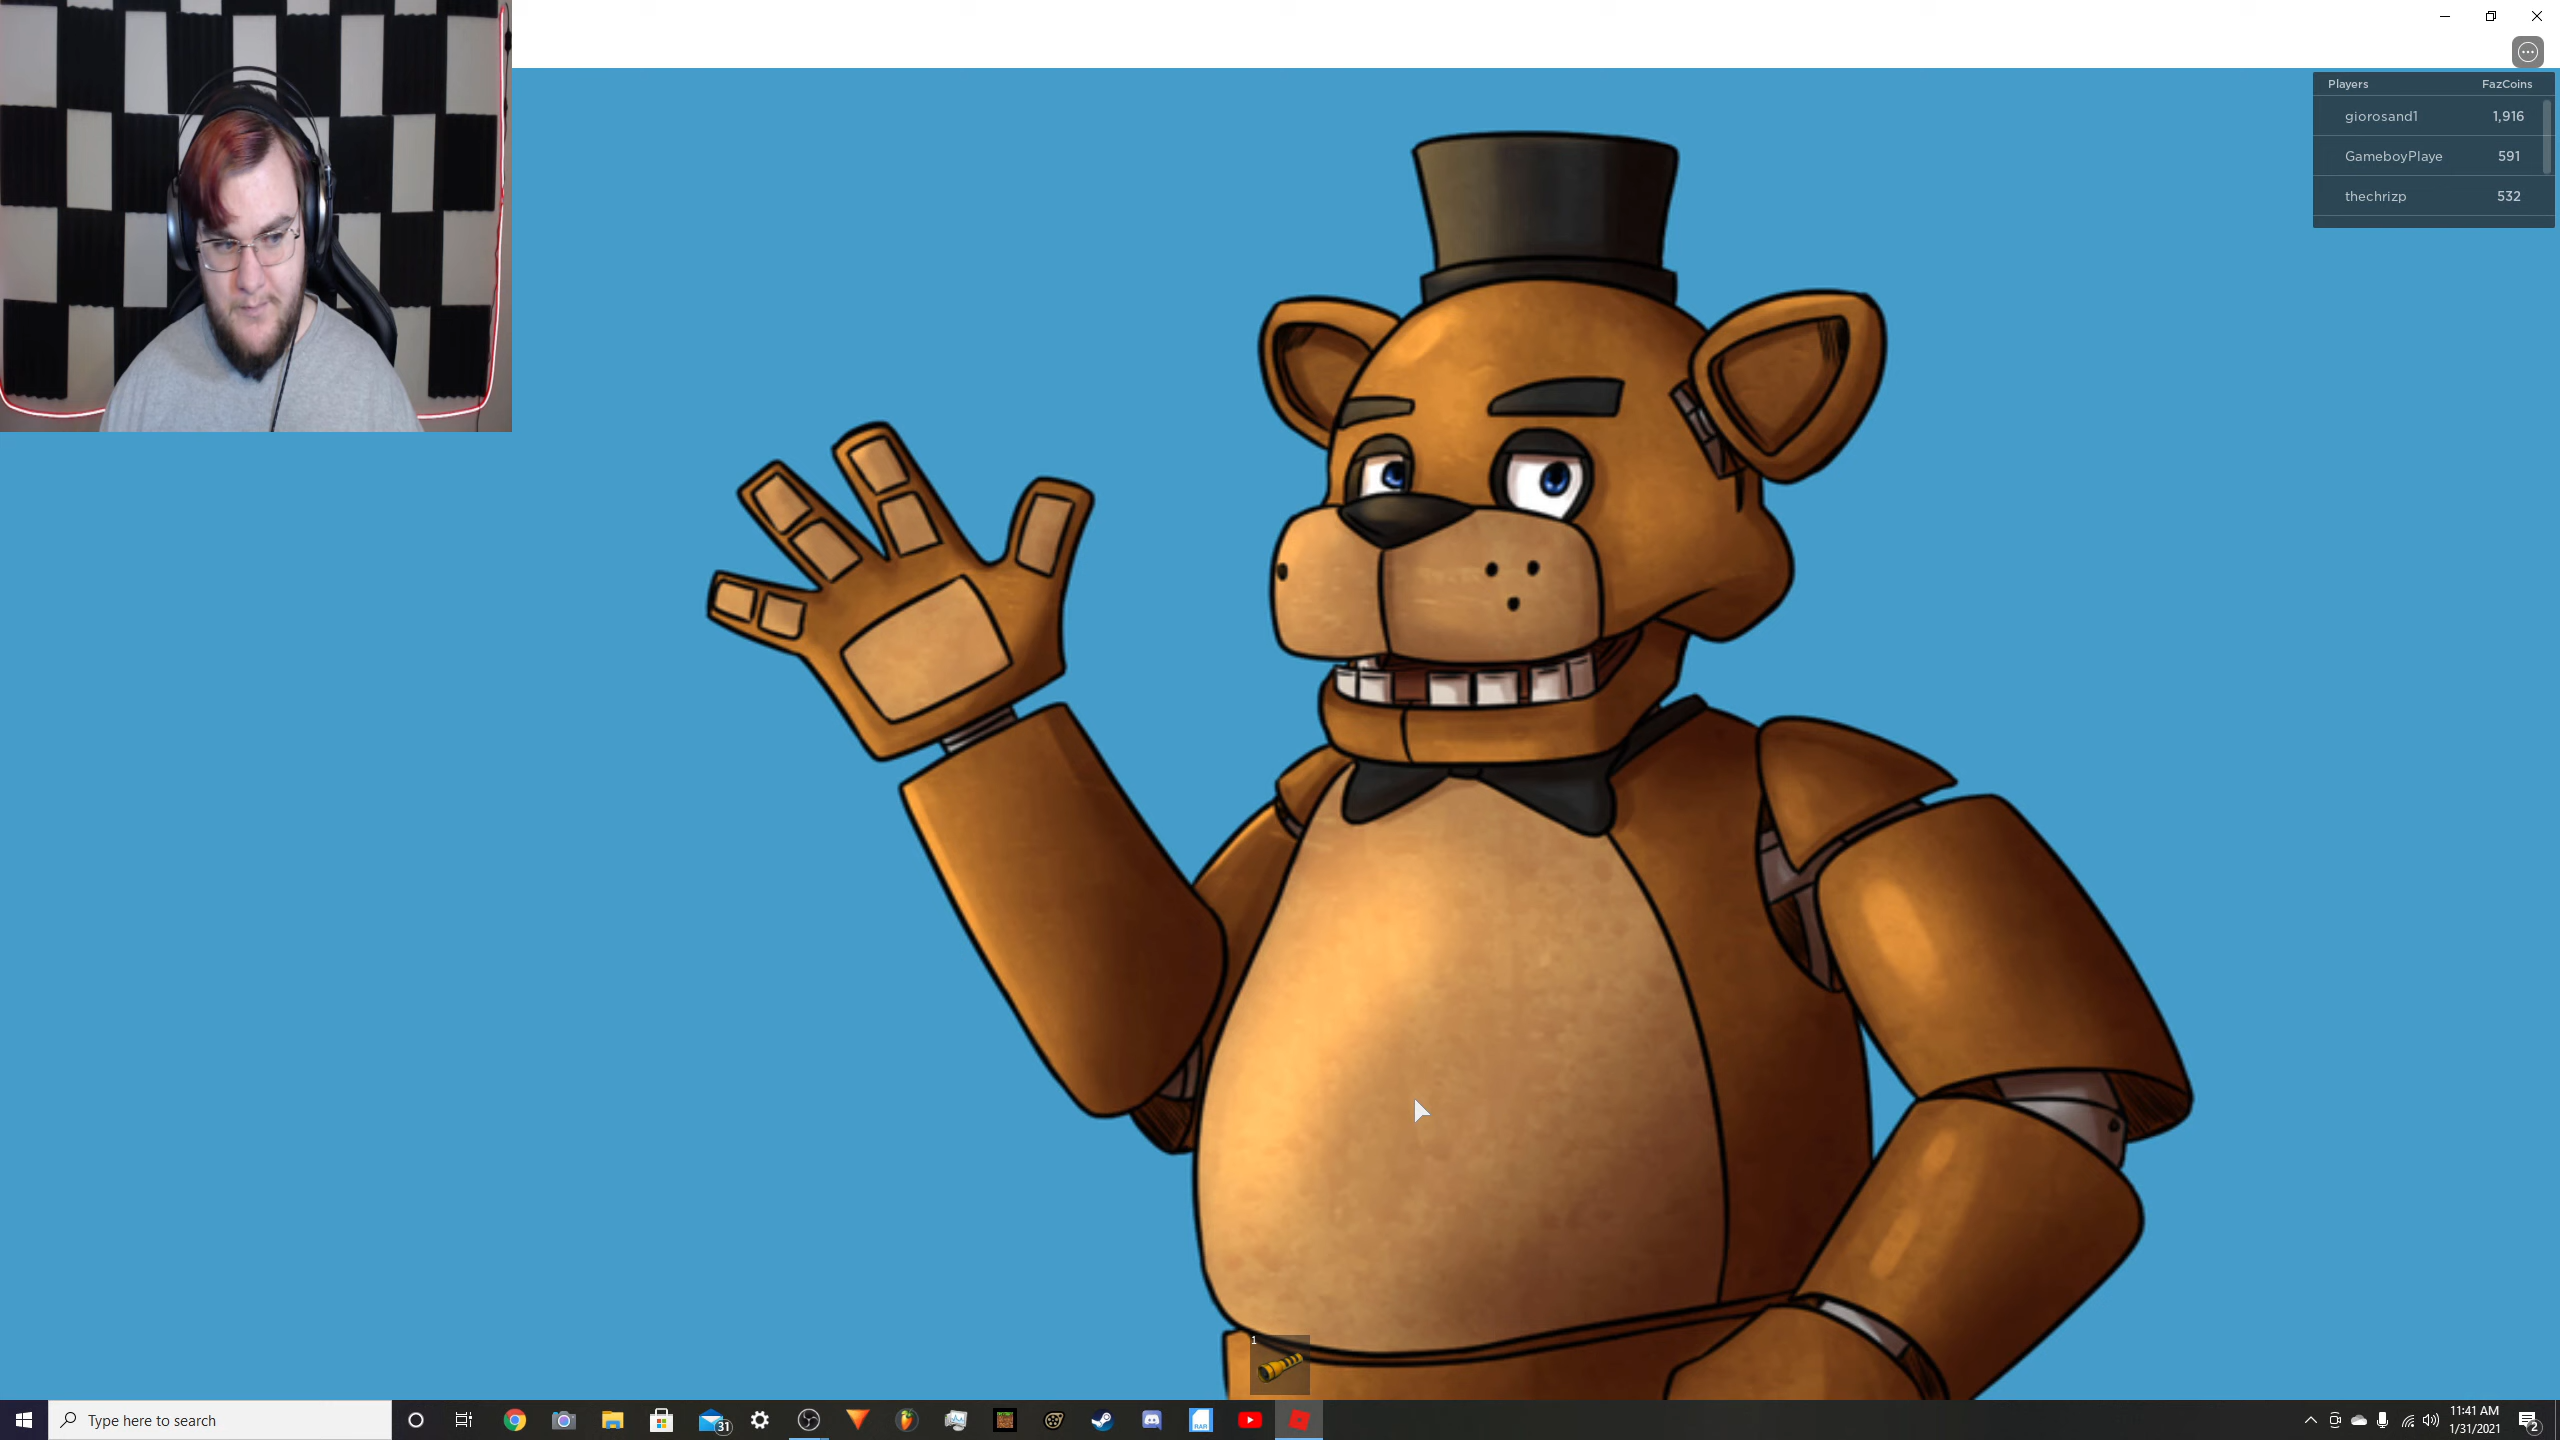 Players FazCoins
giorosand1 1,916
GameboyPlaye 591
thechrizp 532
1
Type here to search
31
11:41 AM
1/31/2021
2